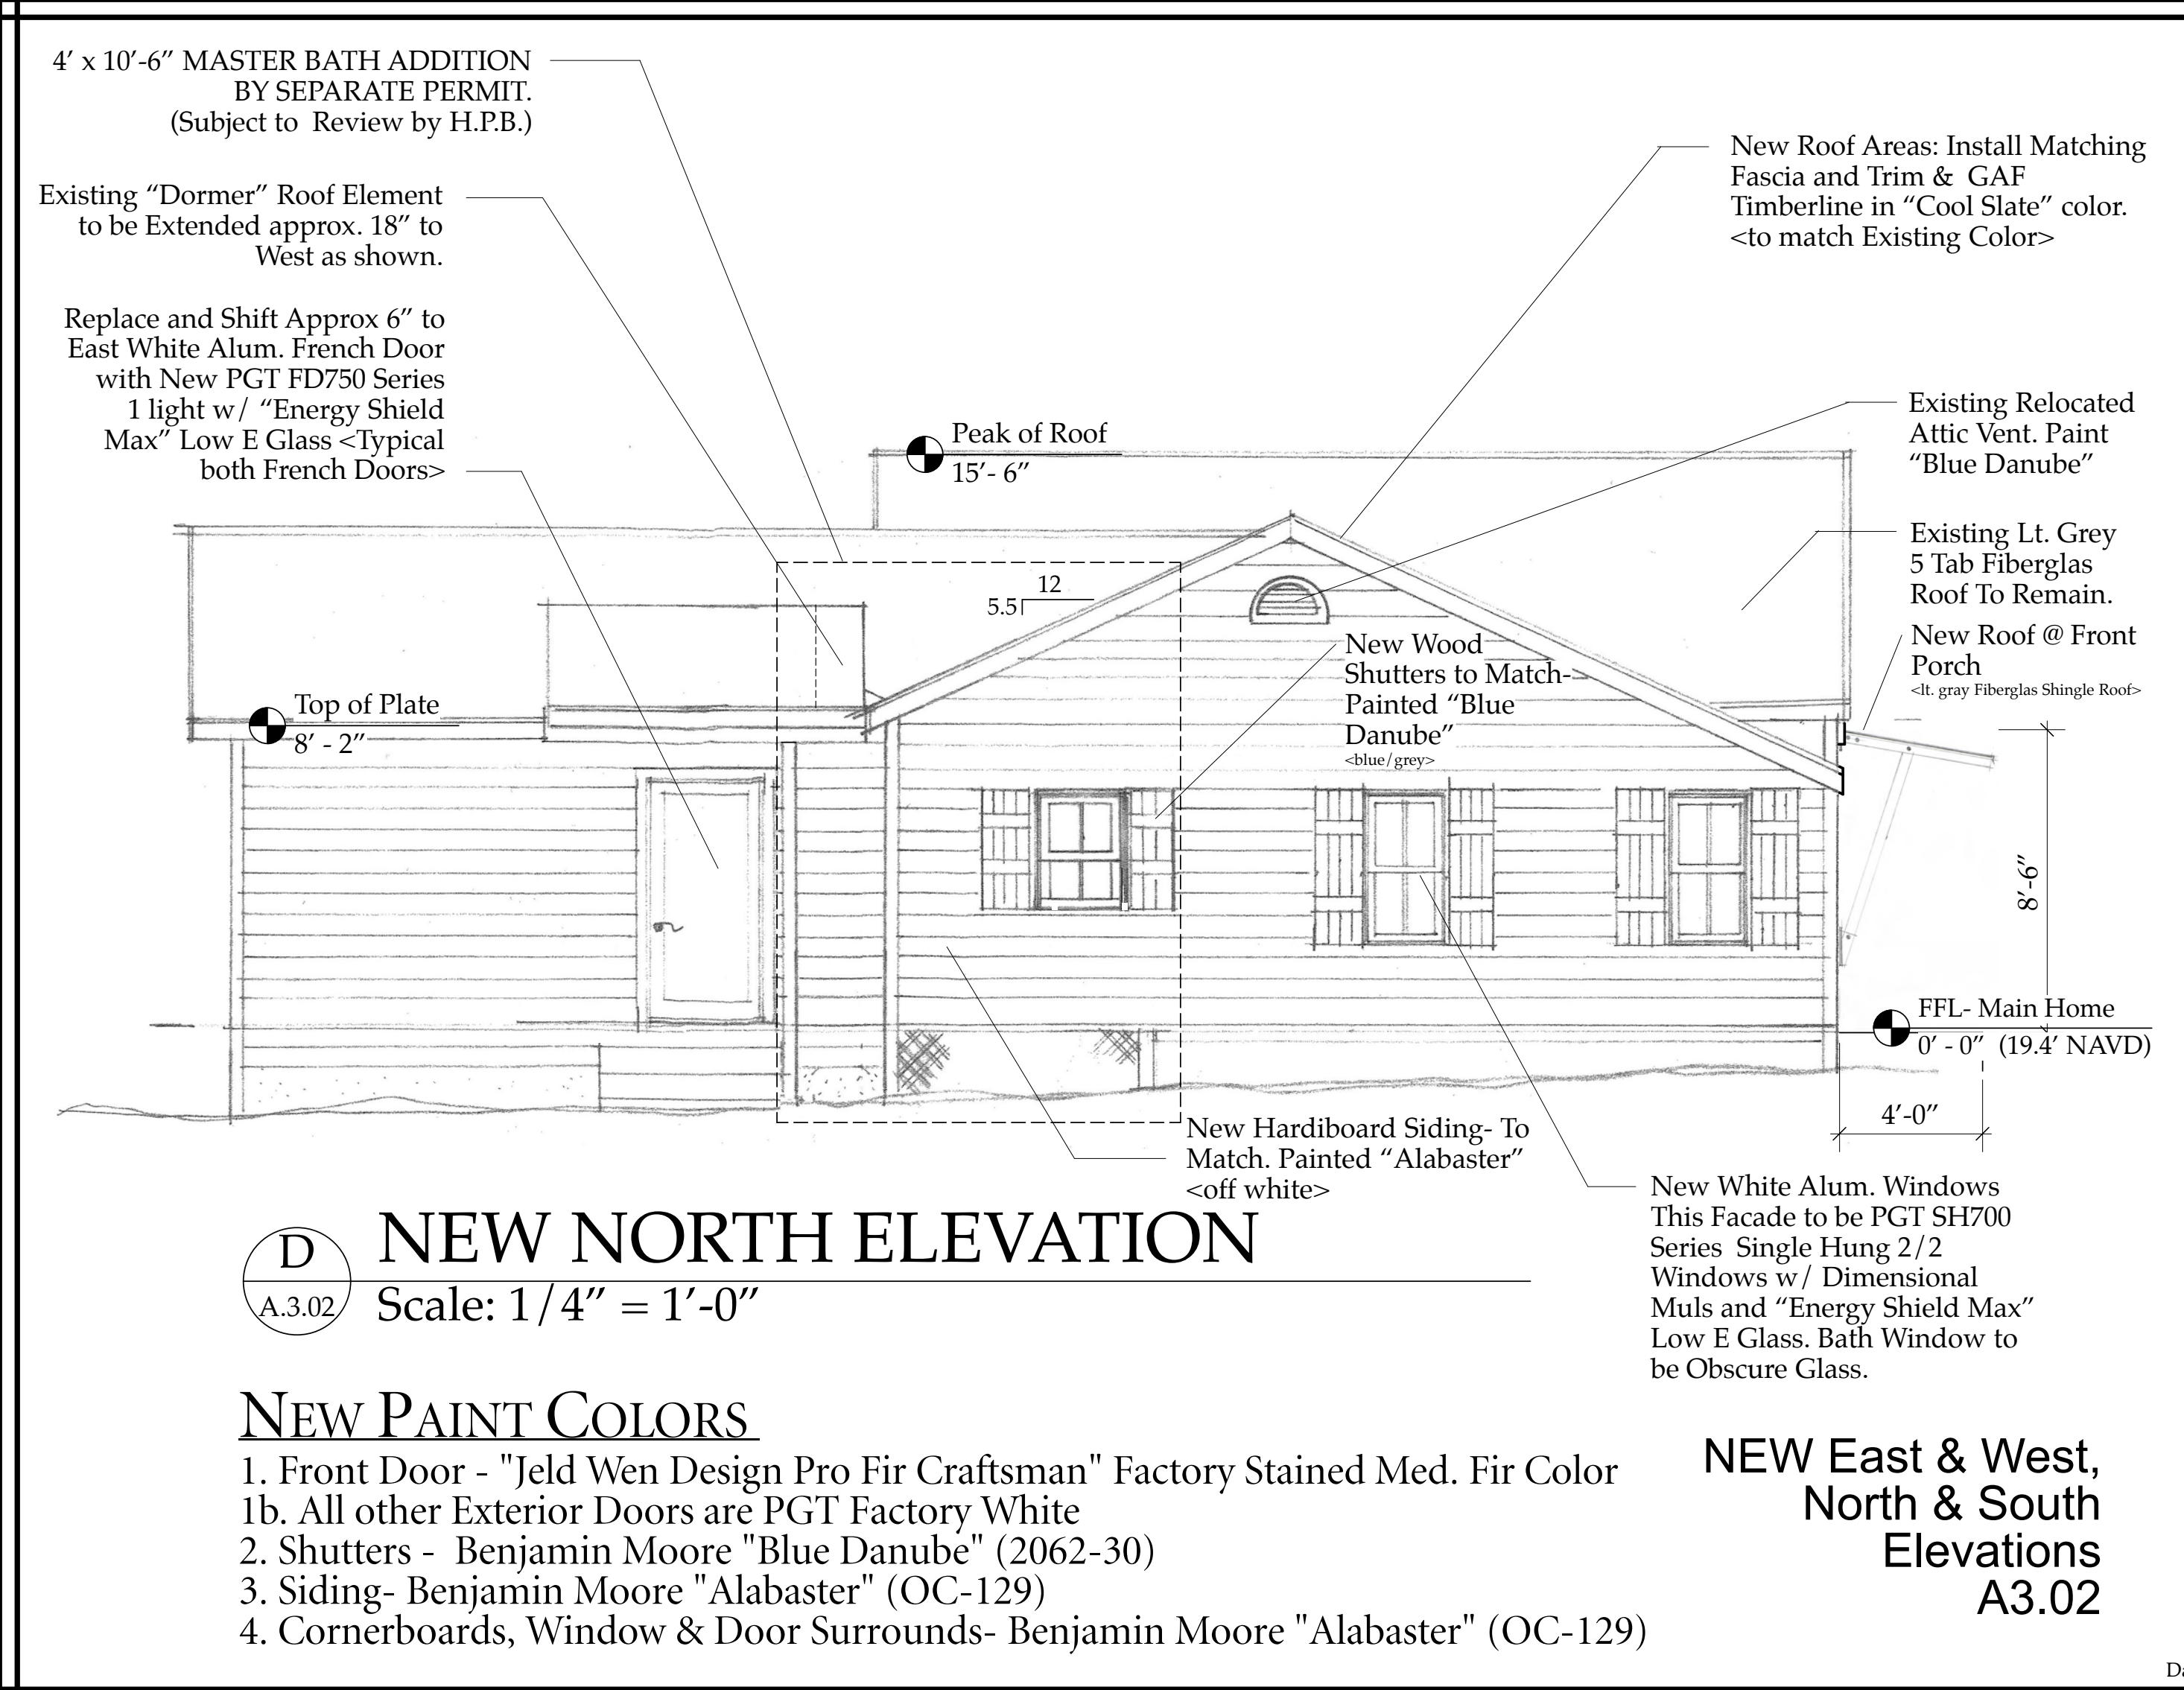 4′ x 10′-6″ MASTER BATH ADDITION
BY SEPARATE PERMIT.
(Subject to Review by H.P.B.)
Existing “Dormer” Roof Element
to be Extended approx. 18″ to
West as shown.
Replace and Shift Approx 6″ to
East White Alum. French Door
with New PGT FD750 Series
1 light w/ “Energy Shield
Max” Low E Glass <Typical
both French Doors>
New Roof Areas: Install Matching
Fascia and Trim & GAF
Timberline in “Cool Slate” color.
<to match Existing Color>
Existing Relocated
Attic Vent. Paint
“Blue Danube”
Existing Lt. Grey
5 Tab Fiberglas
Roof To Remain.
New Roof @ Front
Porch
<lt. gray Fiberglas Shingle Roof>
Peak of Roof
15′- 6″
12
5.5
New Wood
Shutters to Match-
Painted “Blue
Danube”
<blue/grey>
Top of Plate
8′ - 2″
8′-6″
FFL- Main Home
0′ - 0″ (19.4′ NAVD)
4′-0″
New Hardiboard Siding- To
Match. Painted “Alabaster”
<off white>
New White Alum. Windows
This Facade to be PGT SH700
Series Single Hung 2/2
Windows w/ Dimensional
Muls and “Energy Shield Max”
Low E Glass. Bath Window to
be Obscure Glass.
D
A.3.02
NEW NORTH ELEVATION
Scale: 1/4″ = 1′-0″
NEW PAINT COLORS
1. Front Door - "Jeld Wen Design Pro Fir Craftsman" Factory Stained Med. Fir Color
1b. All other Exterior Doors are PGT Factory White
2. Shutters - Benjamin Moore "Blue Danube" (2062-30)
3. Siding- Benjamin Moore "Alabaster" (OC-129)
4. Cornerboards, Window & Door Surrounds- Benjamin Moore "Alabaster" (OC-129)
NEW East & West,
North & South
Elevations
A3.02